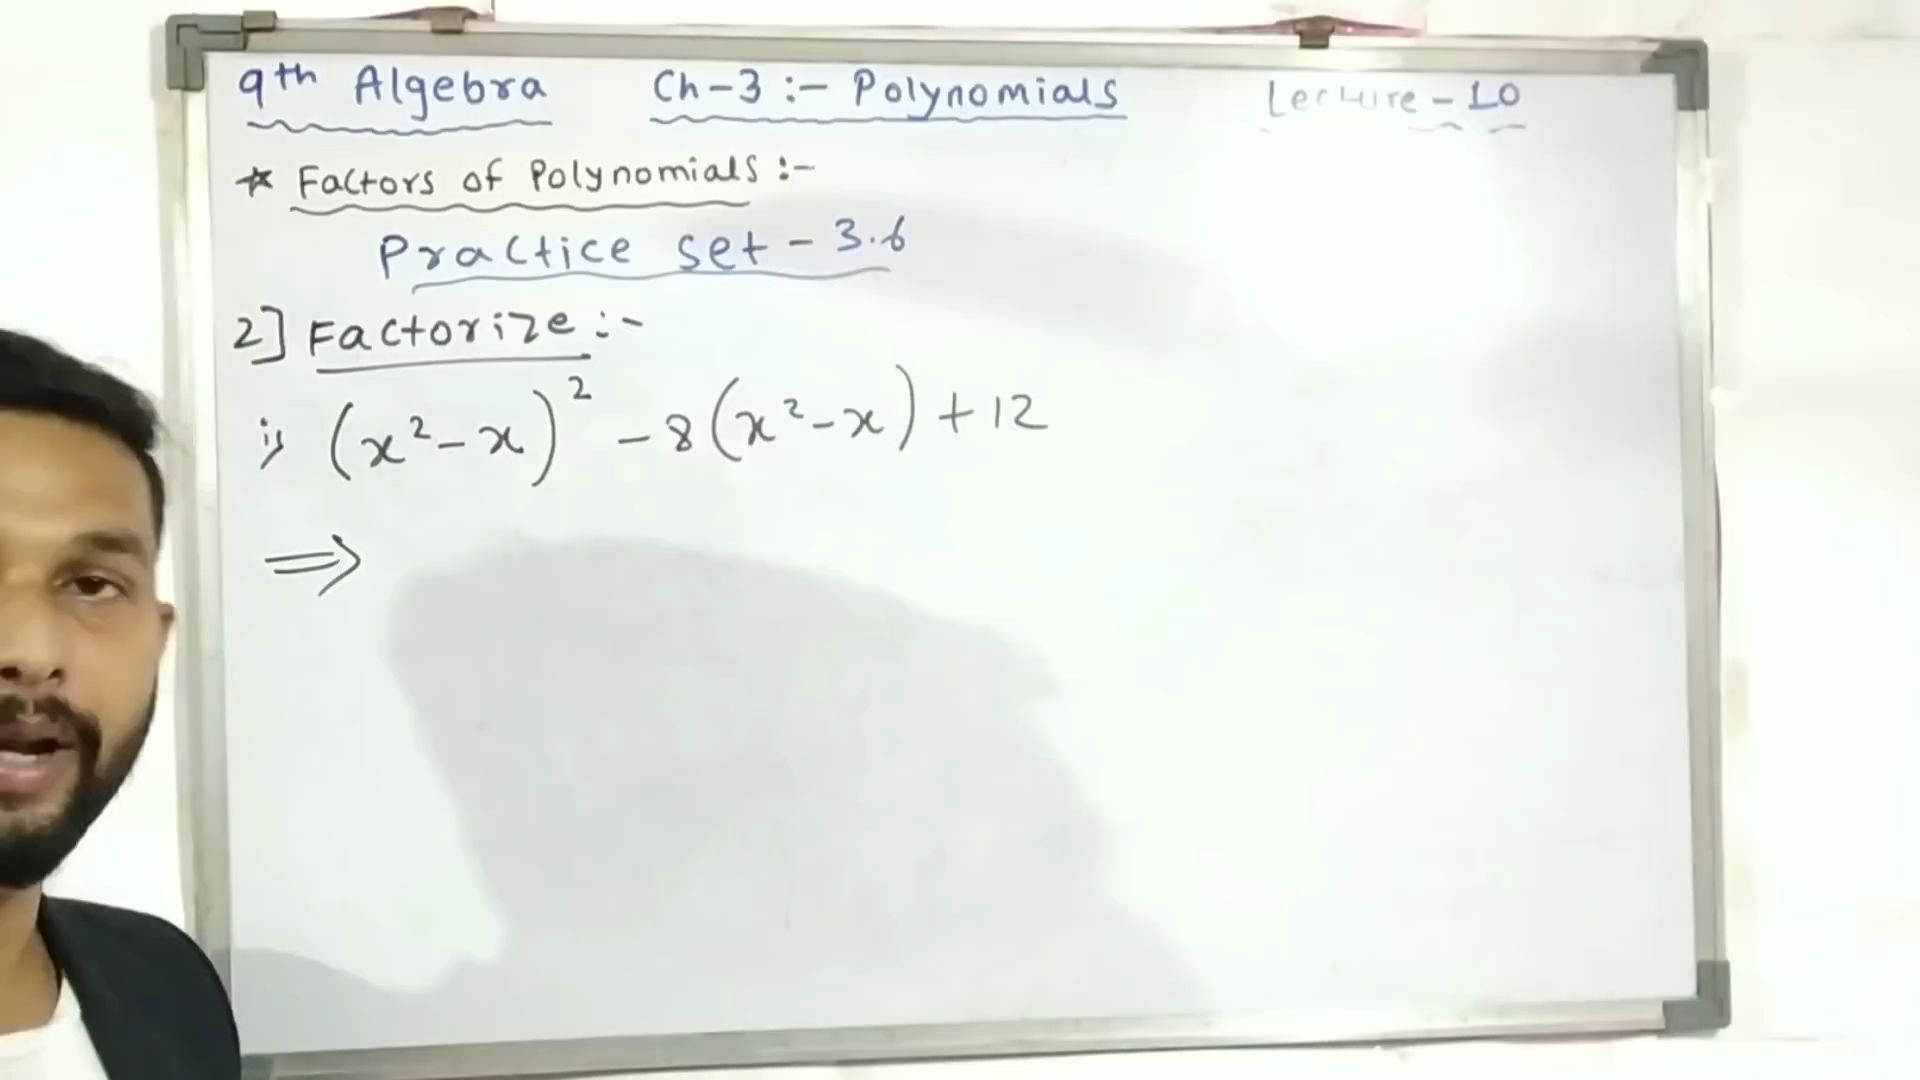 9th Algebra Ch-3 :- Polynomials Lecture - 10
* Factors of Polynomials :-
Practice set - 3.6
2] Factorize :-
i) (x² - x)² - 8(x² - x) + 12
⇒